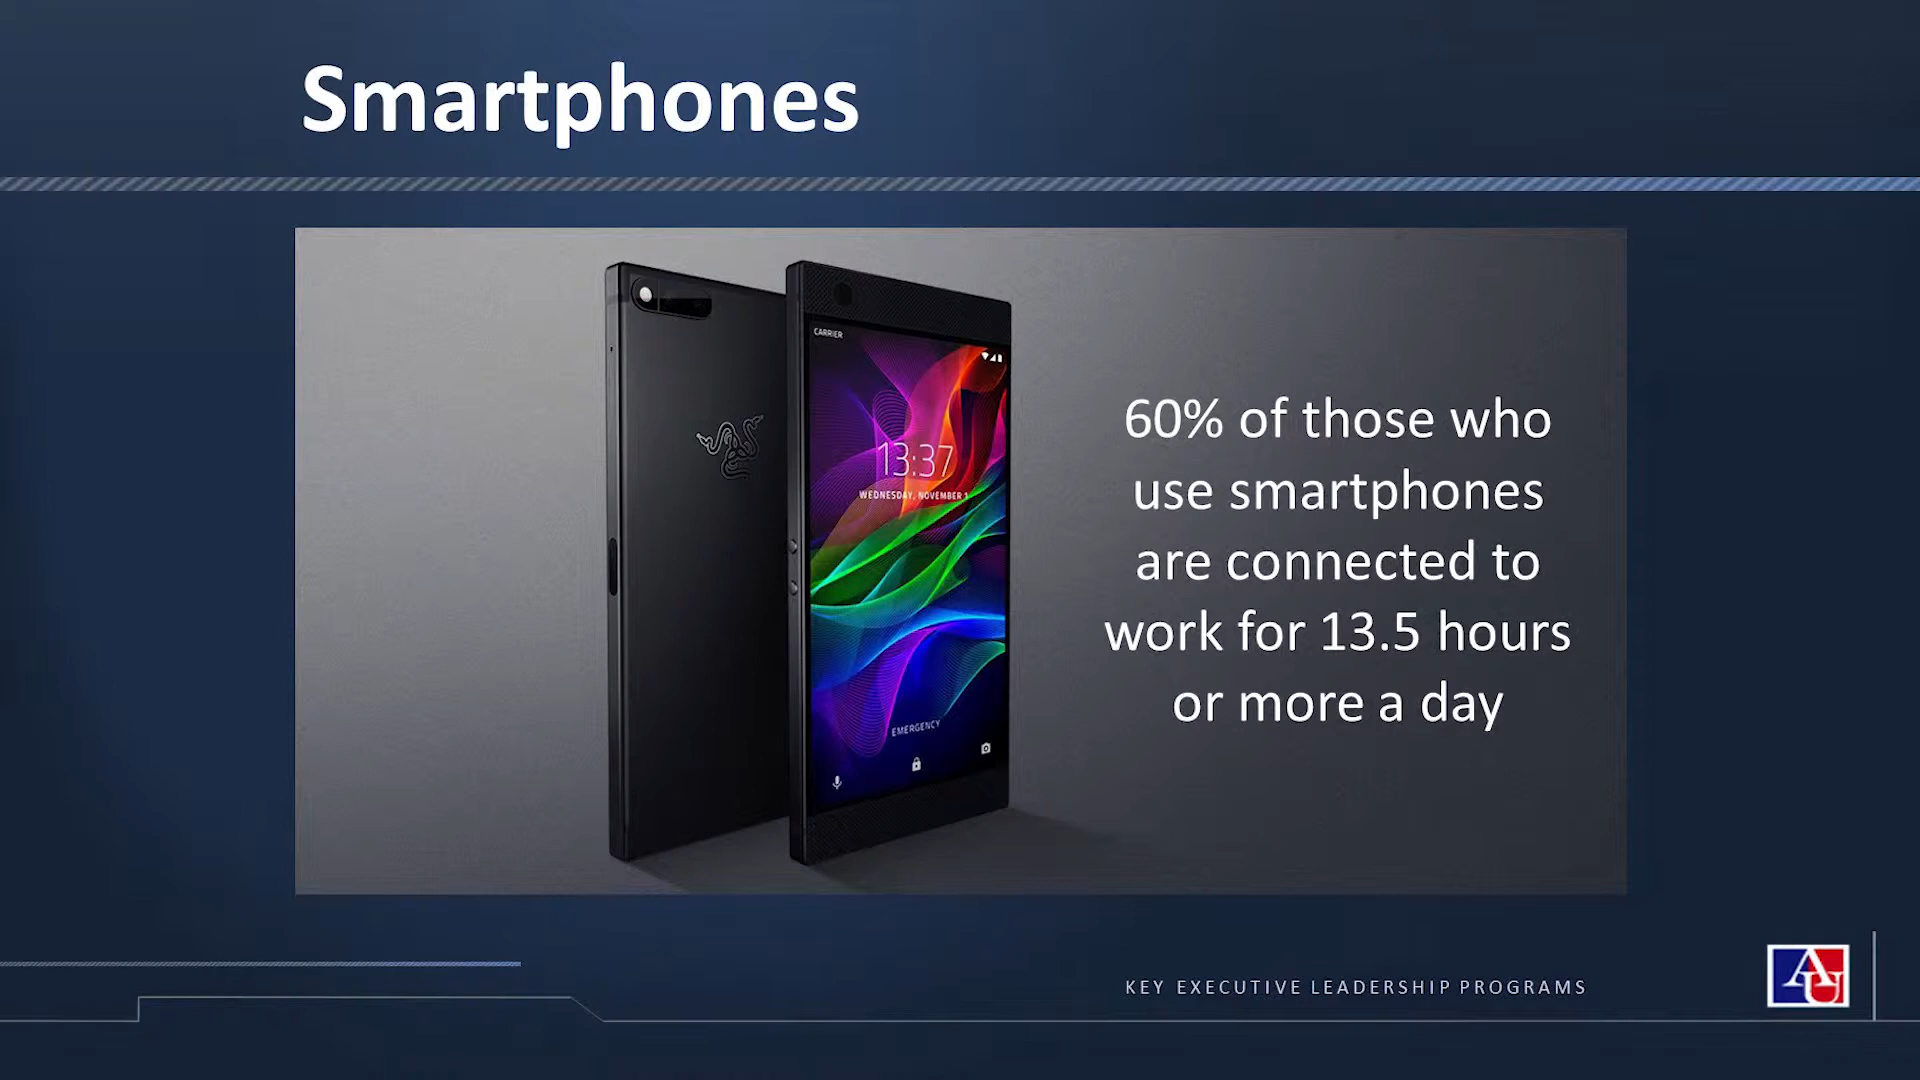 Smartphones
CARRIER
13:37
WEDNESDAY, NOVEMBER 1
EMERGENCY
60% of those who
use smartphones
are connected to
work for 13.5 hours
or more a day
KEY EXECUTIVE LEADERSHIP PROGRAMS
AU